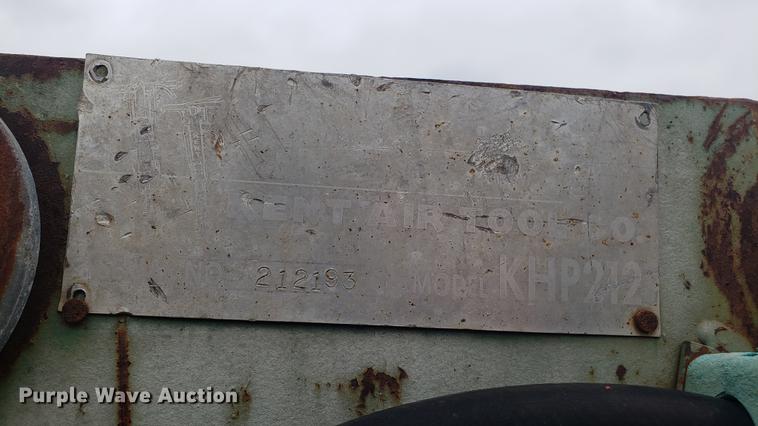 KENT AIR TOOL CO.
NO. 212193 MODEL KHP212
Purple Wave Auction